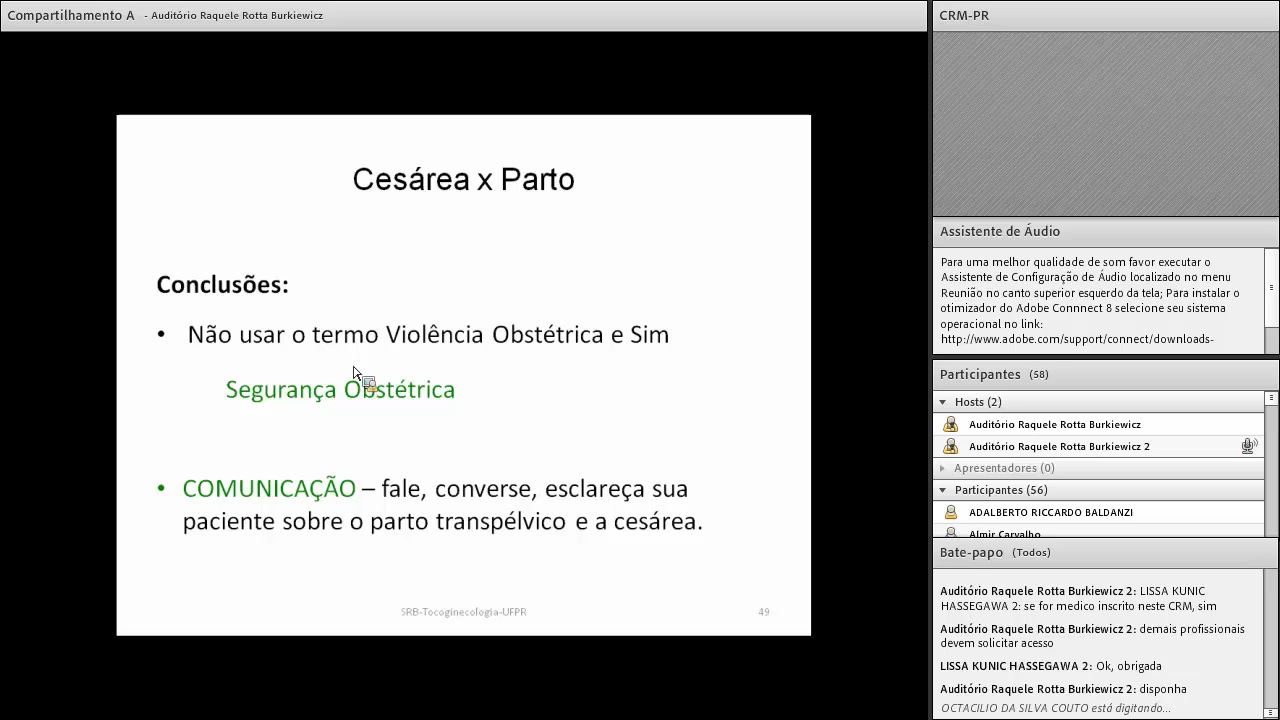 Compartilhamento A - Auditório Raquele Rotta Burkiewicz
Cesárea x Parto
Conclusões:
• Não usar o termo Violência Obstétrica e Sim
Segurança Obstétrica
• COMUNICAÇÃO – fale, converse, esclareça sua
paciente sobre o parto transpélvico e a cesárea.
SRB-Tocoginecologia-UFPR
49
CRM-PR
Assistente de Áudio
Para uma melhor qualidade de som favor executar o
Assistente de Configuração de Áudio localizado no menu
Reunião no canto superior esquerdo da tela; Para instalar o
otimizador do Adobe Connnect 8 selecione seu sistema
operacional no link:
http://www.adobe.com/support/connect/downloads-
Participantes (58)
Hosts (2)
Auditório Raquele Rotta Burkiewicz
Auditório Raquele Rotta Burkiewicz 2
Apresentadores (0)
Participantes (56)
ADALBERTO RICCARDO BALDANZI
Almir Carvalho
Bate-papo (Todos)
Auditório Raquele Rotta Burkiewicz 2: LISSA KUNIC
HASSEGAWA 2: se for medico inscrito neste CRM, sim
Auditório Raquele Rotta Burkiewicz 2: demais profissionais
devem solicitar acesso
LISSA KUNIC HASSEGAWA 2: Ok, obrigada
Auditório Raquele Rotta Burkiewicz 2: disponha
OCTACILIO DA SILVA COUTO está digitando...